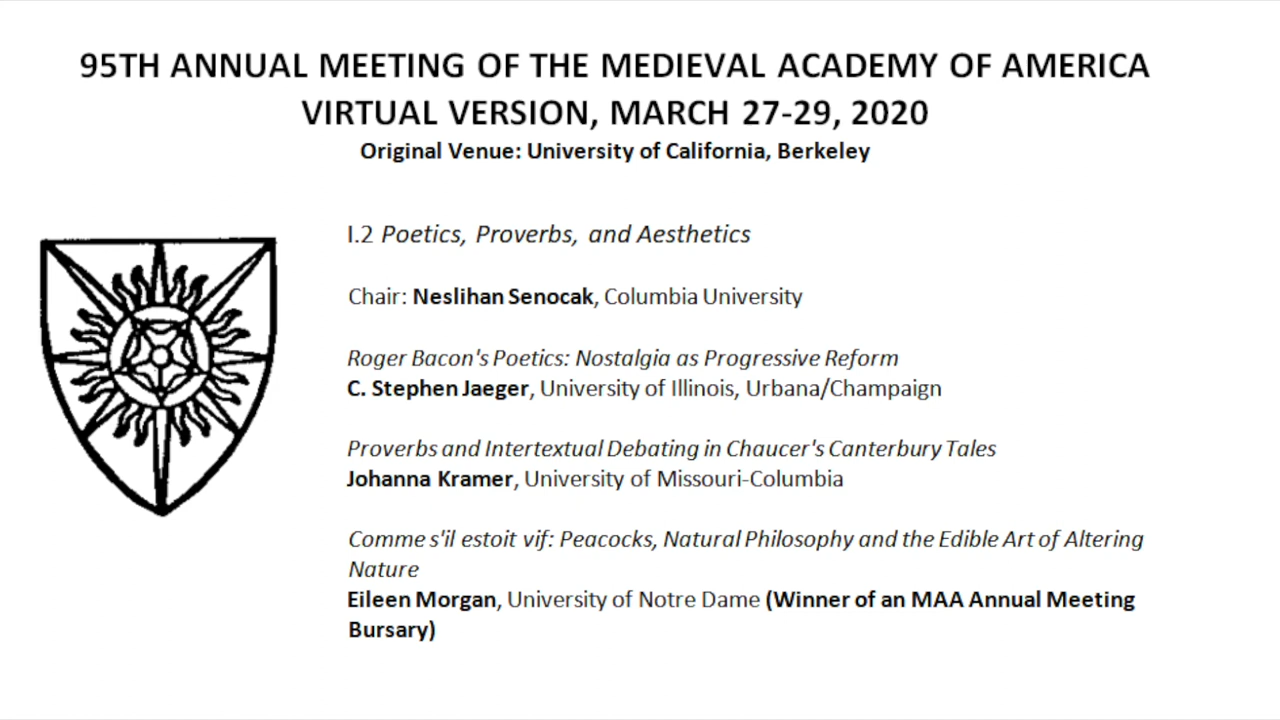 95TH ANNUAL MEETING OF THE MEDIEVAL ACADEMY OF AMERICA
VIRTUAL VERSION, MARCH 27-29, 2020
Original Venue: University of California, Berkeley
I.2 Poetics, Proverbs, and Aesthetics
Chair: Neslihan Senocak, Columbia University
Roger Bacon's Poetics: Nostalgia as Progressive Reform
C. Stephen Jaeger, University of Illinois, Urbana/Champaign
Proverbs and Intertextual Debating in Chaucer's Canterbury Tales
Johanna Kramer, University of Missouri-Columbia
Comme s'il estoit vif: Peacocks, Natural Philosophy and the Edible Art of Altering
Nature
Eileen Morgan, University of Notre Dame (Winner of an MAA Annual Meeting
Bursary)